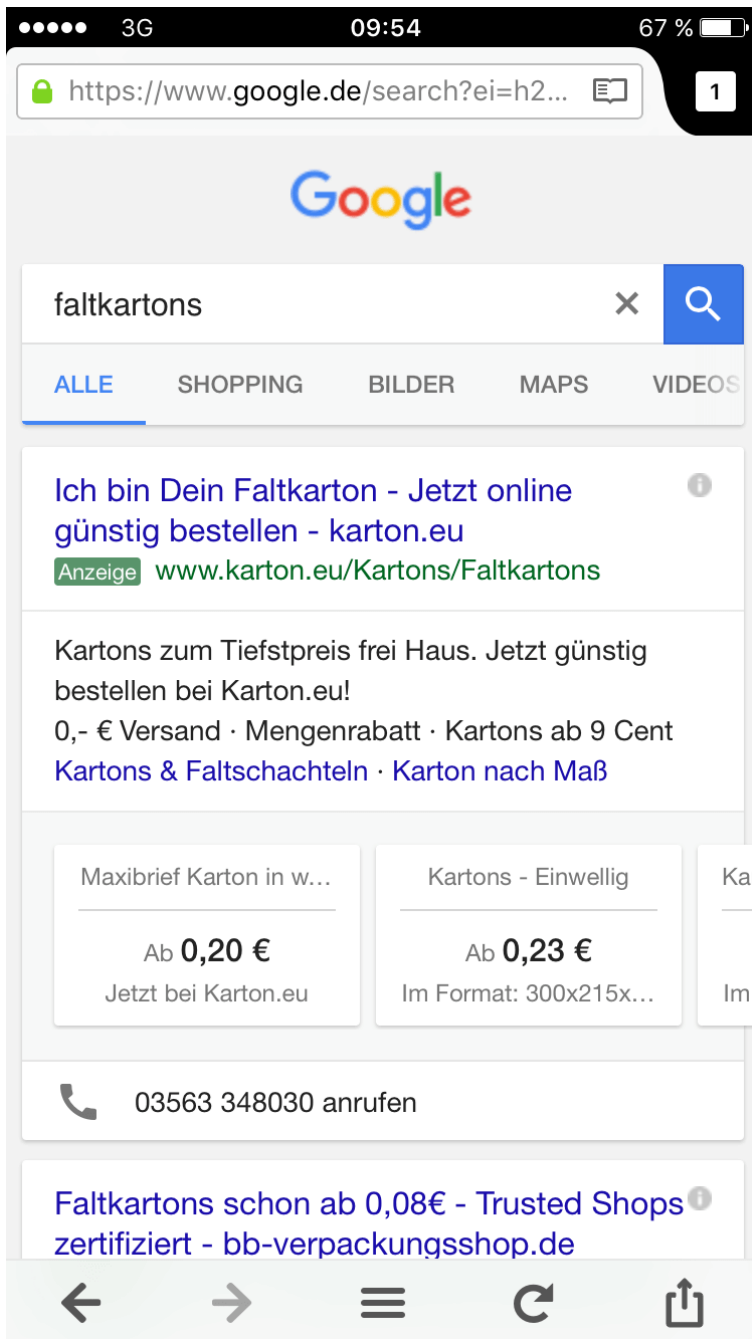 3G 09:54 67 %
https://www.google.de/search?ei=h2... 1
Google
faltkartons
ALLE SHOPPING BILDER MAPS VIDEOS
Ich bin Dein Faltkarton - Jetzt online
günstig bestellen - karton.eu
Anzeige www.karton.eu/Kartons/Faltkartons
Kartons zum Tiefstpreis frei Haus. Jetzt günstig
bestellen bei Karton.eu!
0,- € Versand · Mengenrabatt · Kartons ab 9 Cent
Kartons & Faltschachteln · Karton nach Maß
Maxibrief Karton in w... Kartons - Einwellig Ka
Ab 0,20 € Ab 0,23 €
Jetzt bei Karton.eu Im Format: 300x215x... Im
03563 348030 anrufen
Faltkartons schon ab 0,08€ - Trusted Shops
zertifiziert - bb-verpackungsshop.de